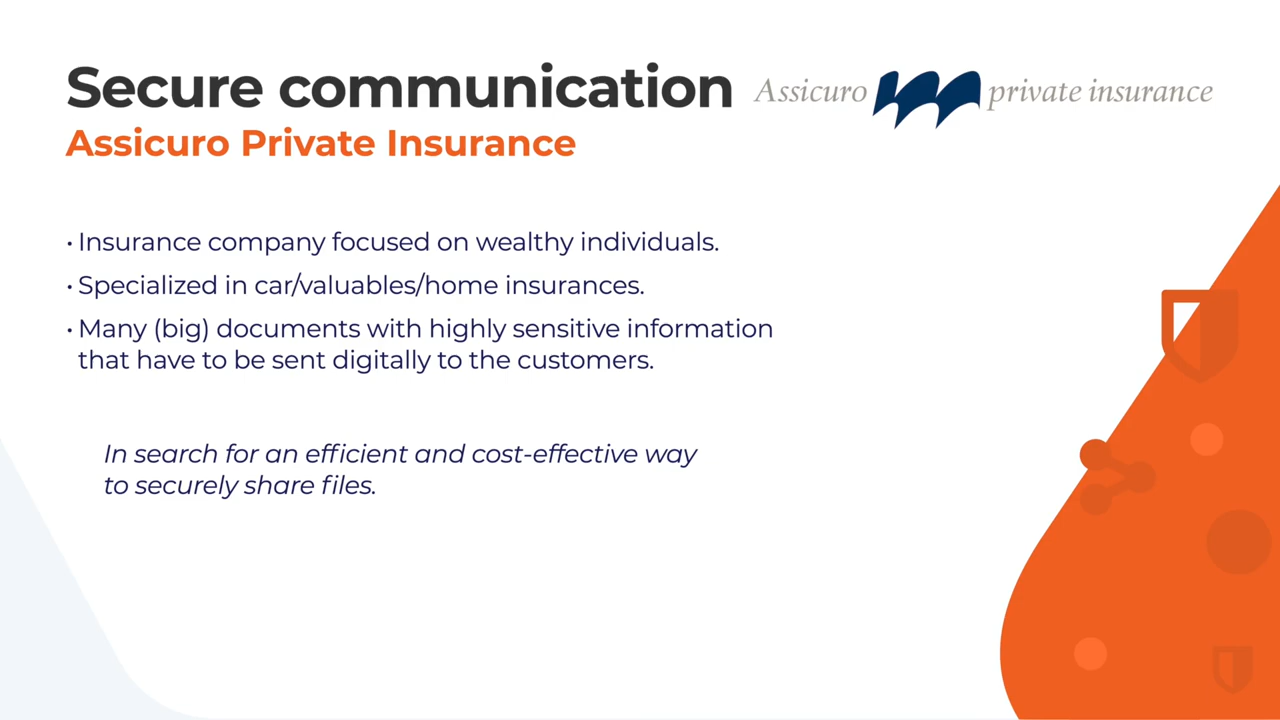 Secure communication
Assicuro private insurance
Assicuro Private Insurance
• Insurance company focused on wealthy individuals.
• Specialized in car/valuables/home insurances.
• Many (big) documents with highly sensitive information
that have to be sent digitally to the customers.
In search for an efficient and cost-effective way
to securely share files.